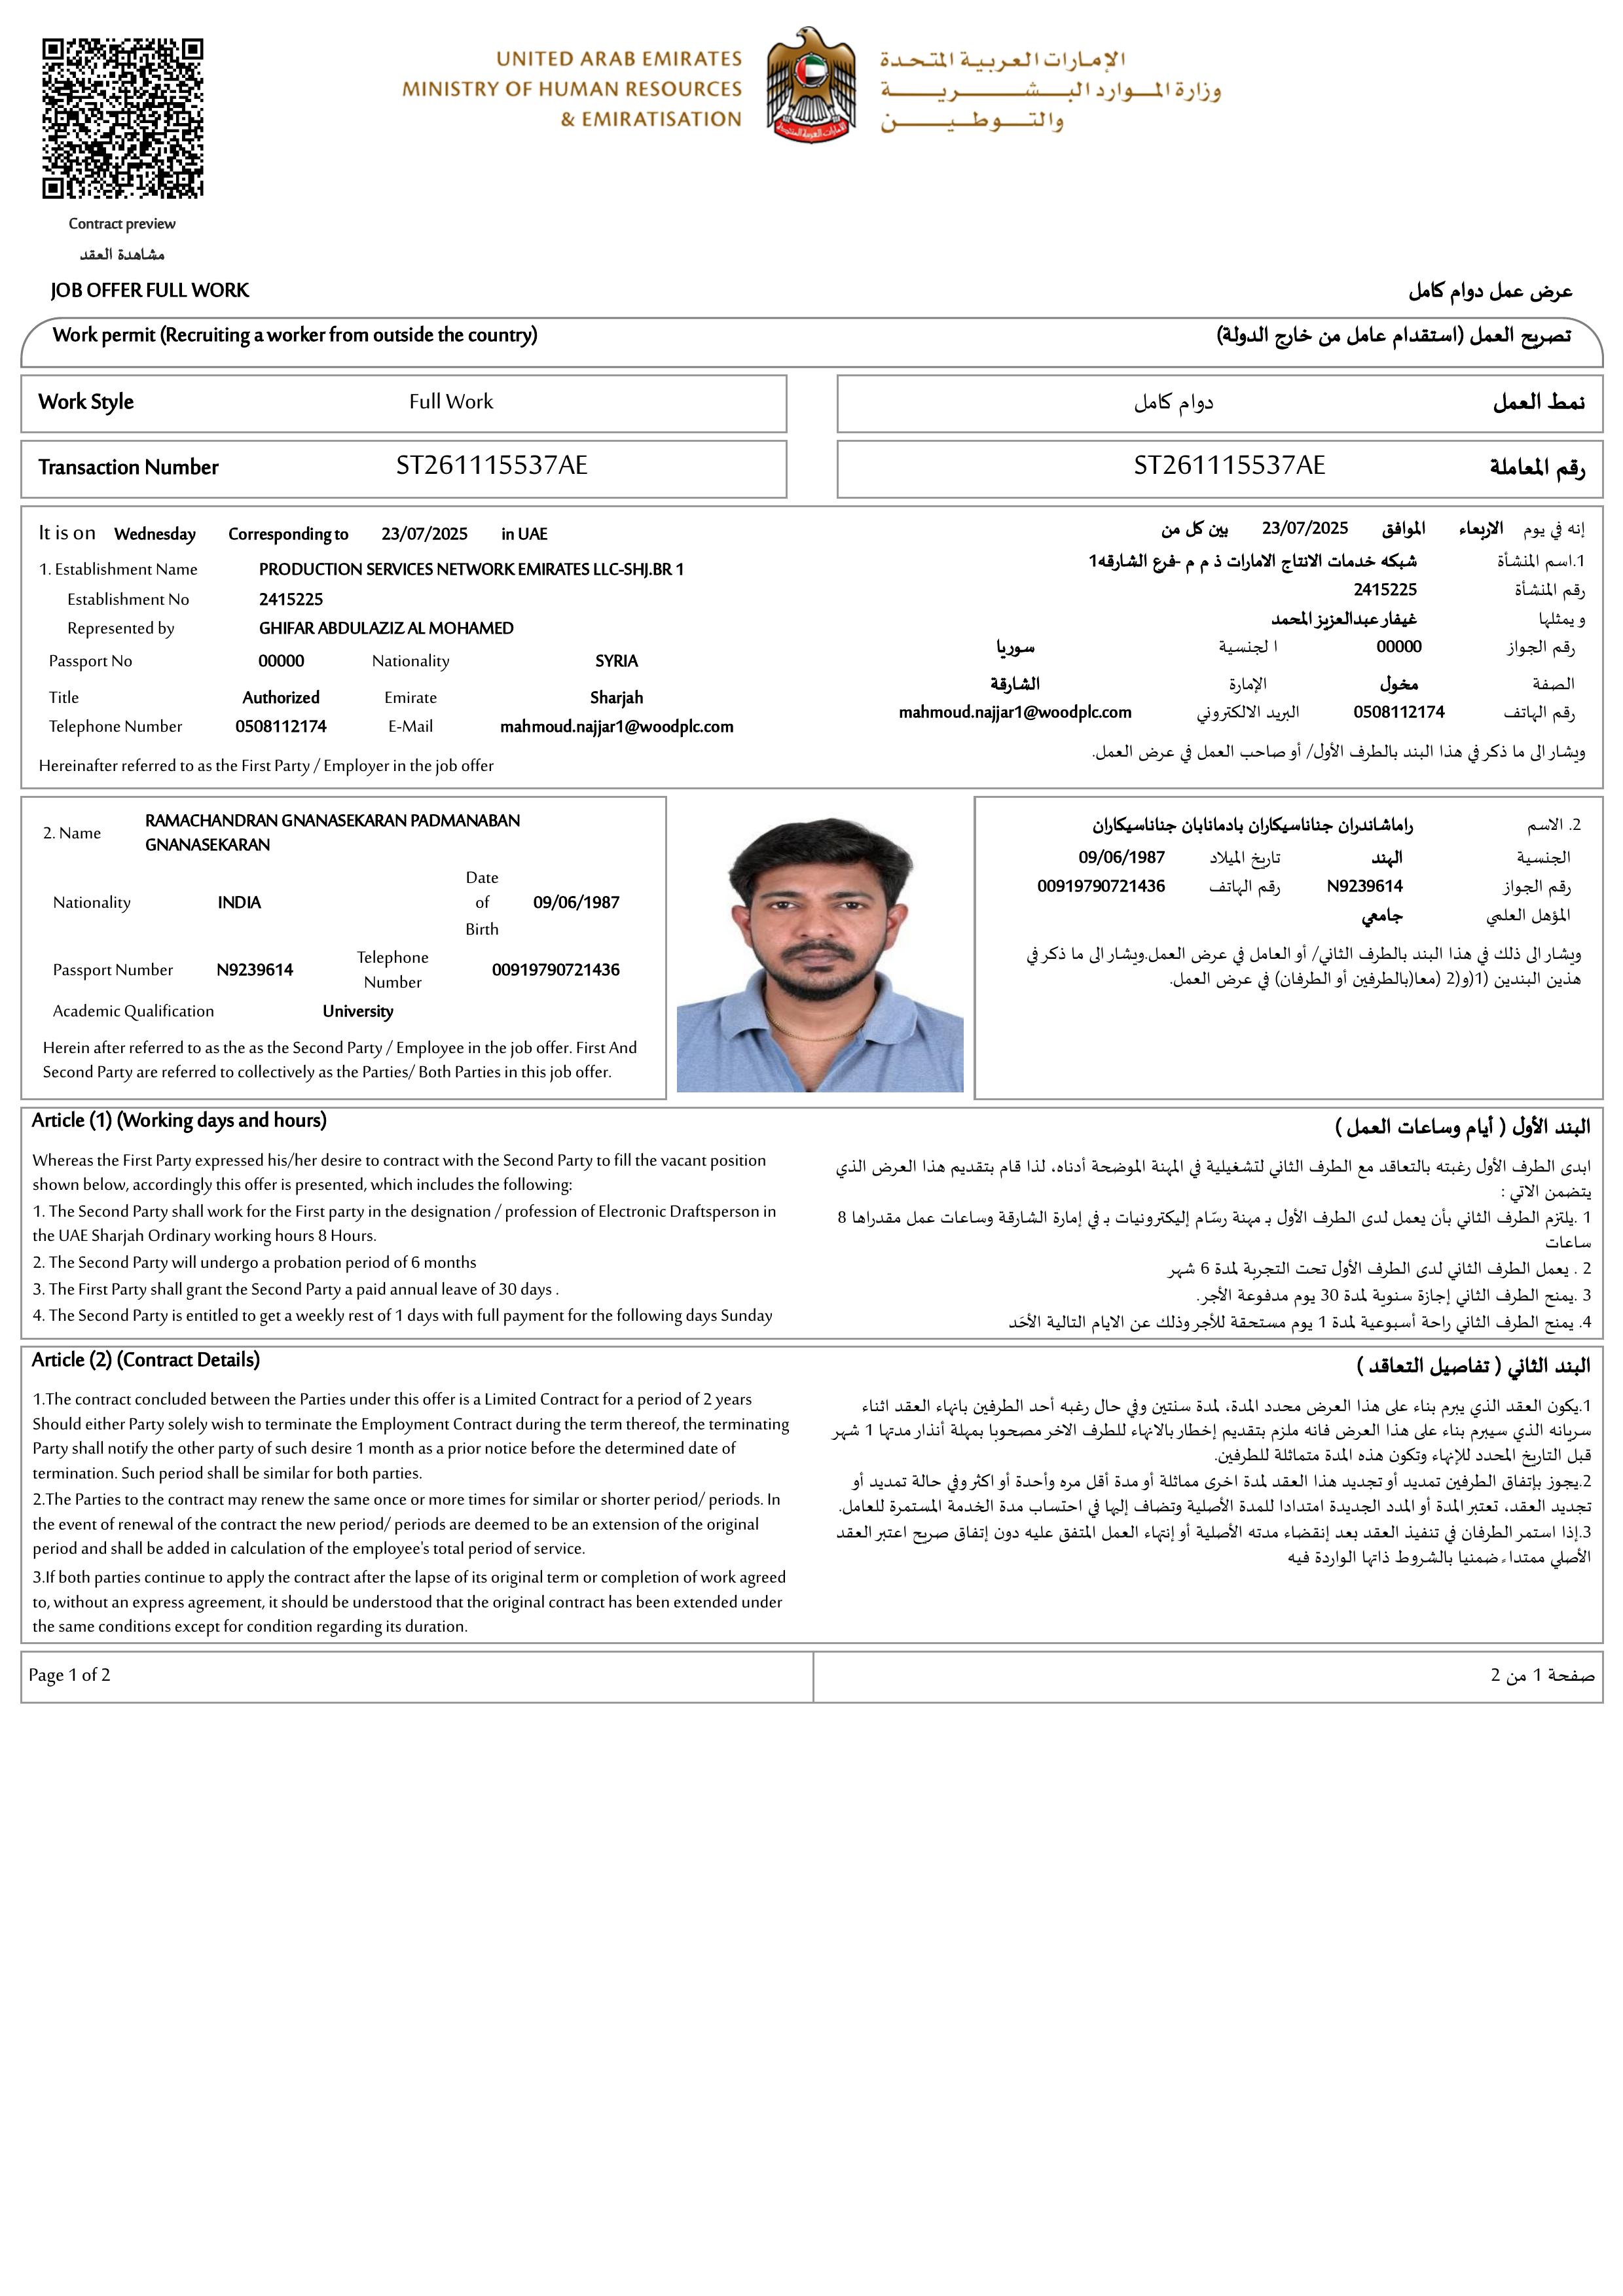 UNITED ARAB EMIRATES
MINISTRY OF HUMAN RESOURCES
& EMIRATISATION
الإمارات العربية المتحدة
وزارة الموارد البشرية
والتوطين
Contract preview
مشاهدة العقد
JOB OFFER FULL WORK
عرض عمل دوام كامل
Work permit (Recruiting a worker from outside the country)
تصريح العمل (استقدام عامل من خارج الدولة)
Work Style Full Work
دوام كامل نمط العمل
Transaction Number ST261115537AE
ST261115537AE رقم المعاملة
It is on Wednesday Corresponding to 23/07/2025 in UAE
1. Establishment Name PRODUCTION SERVICES NETWORK EMIRATES LLC-SHJ.BR 1
Establishment No 2415225
Represented by GHIFAR ABDULAZIZ AL MOHAMED
Passport No 00000 Nationality SYRIA
Title Authorized Emirate Sharjah
Telephone Number 0508112174 E-Mail mahmoud.najjar1@woodplc.com
Hereinafter referred to as the First Party / Employer in the job offer
إنه في يوم الاربعاء الموافق 23/07/2025 بين كل من
1.اسم المنشأة شبكه خدمات الانتاج الامارات ذ م م -فرع الشارقه1
رقم المنشأة 2415225
ويمثلها غيفار عبدالعزيز المحمد
رقم الجواز 00000 ا لجنسية سوريا
الصفة مخول الإمارة الشارقة
رقم الهاتف 0508112174 البريد الالكتروني mahmoud.najjar1@woodplc.com
ويشار الى ما ذكر في هذا البند بالطرف الأول/ أو صاحب العمل في عرض العمل.
2. Name RAMACHANDRAN GNANASEKARAN PADMANABAN
GNANASEKARAN
Nationality INDIA Date of Birth 09/06/1987
Passport Number N9239614 Telephone Number 00919790721436
Academic Qualification University
Herein after referred to as the as the Second Party / Employee in the job offer. First And
Second Party are referred to collectively as the Parties/ Both Parties in this job offer.
2. الاسم راماشاندران جناناسيكاران بادمانابان جناناسيكاران
الجنسية الهند تاريخ الميلاد 09/06/1987
رقم الجواز N9239614 رقم الهاتف 00919790721436
المؤهل العلمي جامعي
ويشار الى ذلك في هذا البند بالطرف الثاني/ أو العامل في عرض العمل.ويشار الى ما ذكر في
هذين البندين (1(و(2 (معا(بالطرفين أو الطرفان) في عرض العمل.
Article (1) (Working days and hours)
Whereas the First Party expressed his/her desire to contract with the Second Party to fill the vacant position
shown below, accordingly this offer is presented, which includes the following:
1. The Second Party shall work for the First party in the designation / profession of Electronic Draftsperson in
the UAE Sharjah Ordinary working hours 8 Hours.
2. The Second Party will undergo a probation period of 6 months
3. The First Party shall grant the Second Party a paid annual leave of 30 days .
4. The Second Party is entitled to get a weekly rest of 1 days with full payment for the following days Sunday
البند الأول ( أيام وساعات العمل )
ابدى الطرف الأول رغبته بالتعاقد مع الطرف الثاني لتشغيلية في المهنة الموضحة أدناه، لذا قام بتقديم هذا العرض الذي
يتضمن الاتي :
1 .يلتزم الطرف الثاني بأن يعمل لدى الطرف الأول بـ مهنة رسّام إليكترونيات بـ في إمارة الشارقة وساعات عمل مقدراها 8
ساعات
2 . يعمل الطرف الثاني لدى الطرف الأول تحت التجربة لمدة 6 شهر
3 .يمنح الطرف الثاني إجازة سنوية لمدة 30 يوم مدفوعة الأجر.
4. يمنح الطرف الثاني راحة أسبوعية لمدة 1 يوم مستحقة للأجر وذلك عن الايام التالية الأحَد
Article (2) (Contract Details)
1.The contract concluded between the Parties under this offer is a Limited Contract for a period of 2 years
Should either Party solely wish to terminate the Employment Contract during the term thereof, the terminating
Party shall notify the other party of such desire 1 month as a prior notice before the determined date of
termination. Such period shall be similar for both parties.
2.The Parties to the contract may renew the same once or more times for similar or shorter period/ periods. In
the event of renewal of the contract the new period/ periods are deemed to be an extension of the original
period and shall be added in calculation of the employee's total period of service.
3.If both parties continue to apply the contract after the lapse of its original term or completion of work agreed
to, without an express agreement, it should be understood that the original contract has been extended under
the same conditions except for condition regarding its duration.
البند الثاني ( تفاصيل التعاقد )
1.يكون العقد الذي يبرم بناء على هذا العرض محدد المدة، لمدة سنتين وفي حال رغبه أحد الطرفين بانهاء العقد اثناء
سريانه الذي سيبرم بناء على هذا العرض فانه ملزم بتقديم إخطار بالانهاء للطرف الاخر مصحوبا بمهلة أنذار مدتها 1 شهر
قبل التاريخ المحدد للإنهاء وتكون هذه المدة متماثلة للطرفين.
2.يجوز بإتفاق الطرفين تمديد أو تجديد هذا العقد لمدة اخرى مماثلة أو مدة أقل مره وأحدة أو اكثر وفي حالة تمديد أو
تجديد العقد، تعتبر المدة أو المدد الجديدة امتدادا للمدة الأصلية وتضاف إليها في احتساب مدة الخدمة المستمرة للعامل.
3.إذا استمر الطرفان في تنفيذ العقد بعد إنقضاء مدته الأصلية أو إنتهاء العمل المتفق عليه دون إتفاق صريح اعتبر العقد
الأصلي ممتداء ضمنيا بالشروط ذاتها الواردة فيه
Page 1 of 2
صفحة 1 من 2